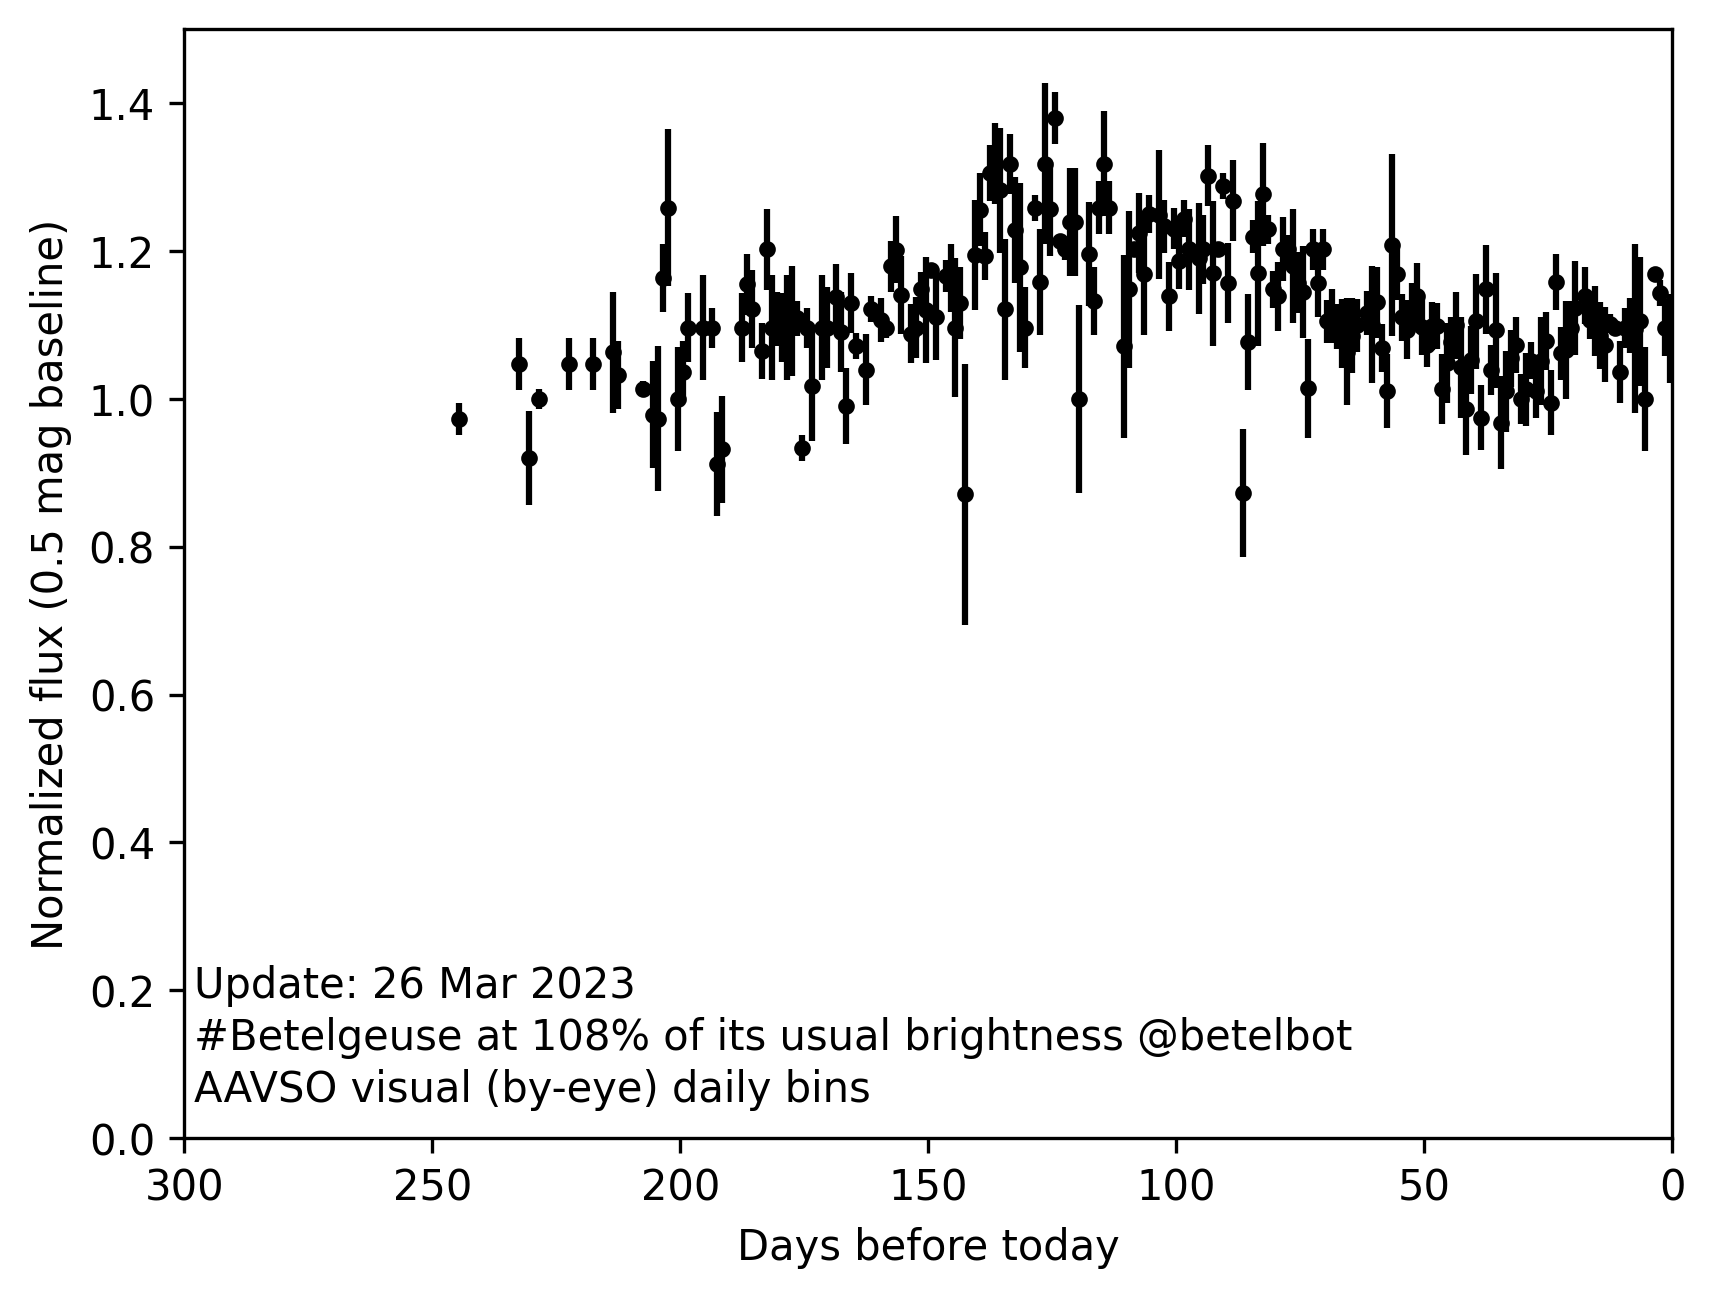 1.4
1.2
1.0
0.8
0.6
0.4
0.2
0.0
Normalized flux (0.5 mag baseline)
Update: 26 Mar 2023
#Betelgeuse at 108% of its usual brightness @betelbot
AAVSO visual (by-eye) daily bins
300 250 200 150 100 50 0
Days before today